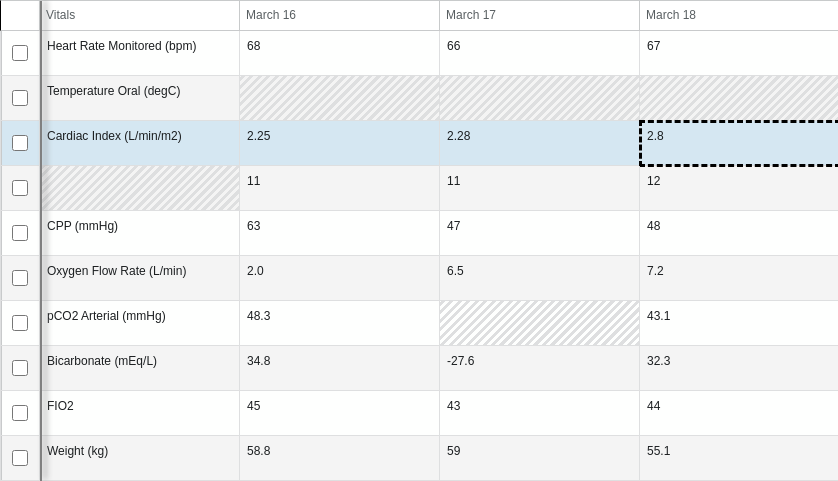 Vitals March 16 March 17 March 18
Heart Rate Monitored (bpm) 68 66 67
Temperature Oral (degC)
Cardiac Index (L/min/m2) 2.25 2.28 2.8
11 11 12
CPP (mmHg) 63 47 48
Oxygen Flow Rate (L/min) 2.0 6.5 7.2
pCO2 Arterial (mmHg) 48.3 43.1
Bicarbonate (mEq/L) 34.8 -27.6 32.3
FIO2 45 43 44
Weight (kg) 58.8 59 55.1